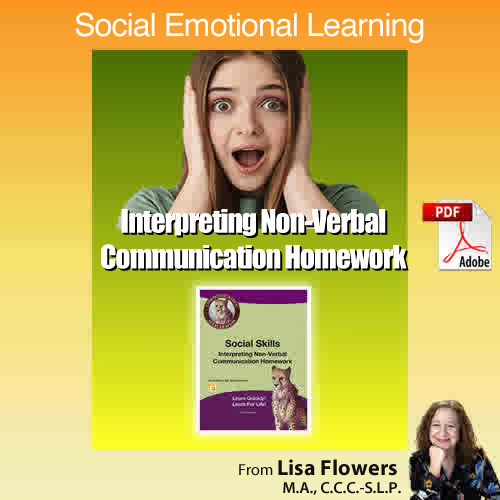 Social Emotional Learning
Interpreting Non-Verbal
Communication Homework
PDF
Adobe
Social Skills
Interpreting Non-Verbal
Communication Homework
Learn Quickly!
Learn For Life!
From Lisa Flowers
M.A., C.C.C.-S.L.P.